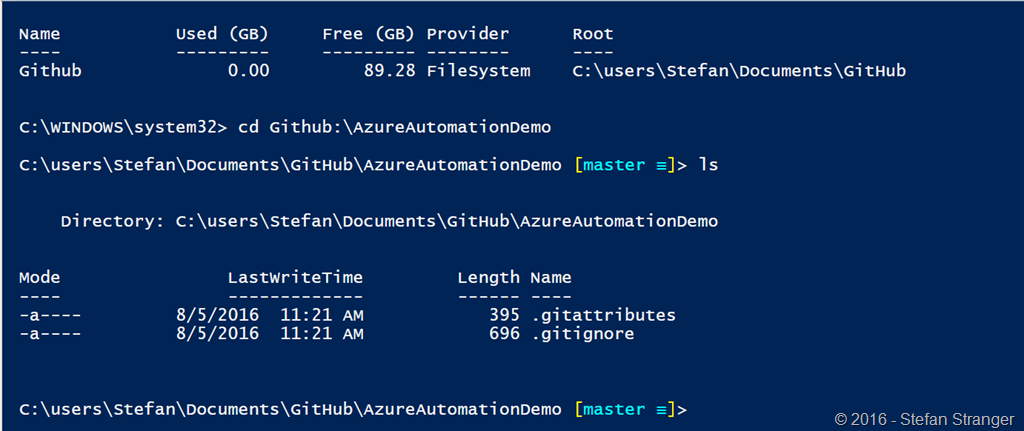 Name Used (GB) Free (GB) Provider Root
---- --------- --------- -------- ----
Github 0.00 89.28 FileSystem C:\users\Stefan\Documents\GitHub
C:\WINDOWS\system32> cd Github:\AzureAutomationDemo
C:\users\Stefan\Documents\GitHub\AzureAutomationDemo [master ≡]> ls
Directory: C:\users\Stefan\Documents\GitHub\AzureAutomationDemo
Mode LastWriteTime Length Name
---- ------------- ------ ----
-a---- 8/5/2016 11:21 AM 395 .gitattributes
-a---- 8/5/2016 11:21 AM 696 .gitignore
C:\users\Stefan\Documents\GitHub\AzureAutomationDemo [master ≡]>
© 2016 - Stefan Stranger